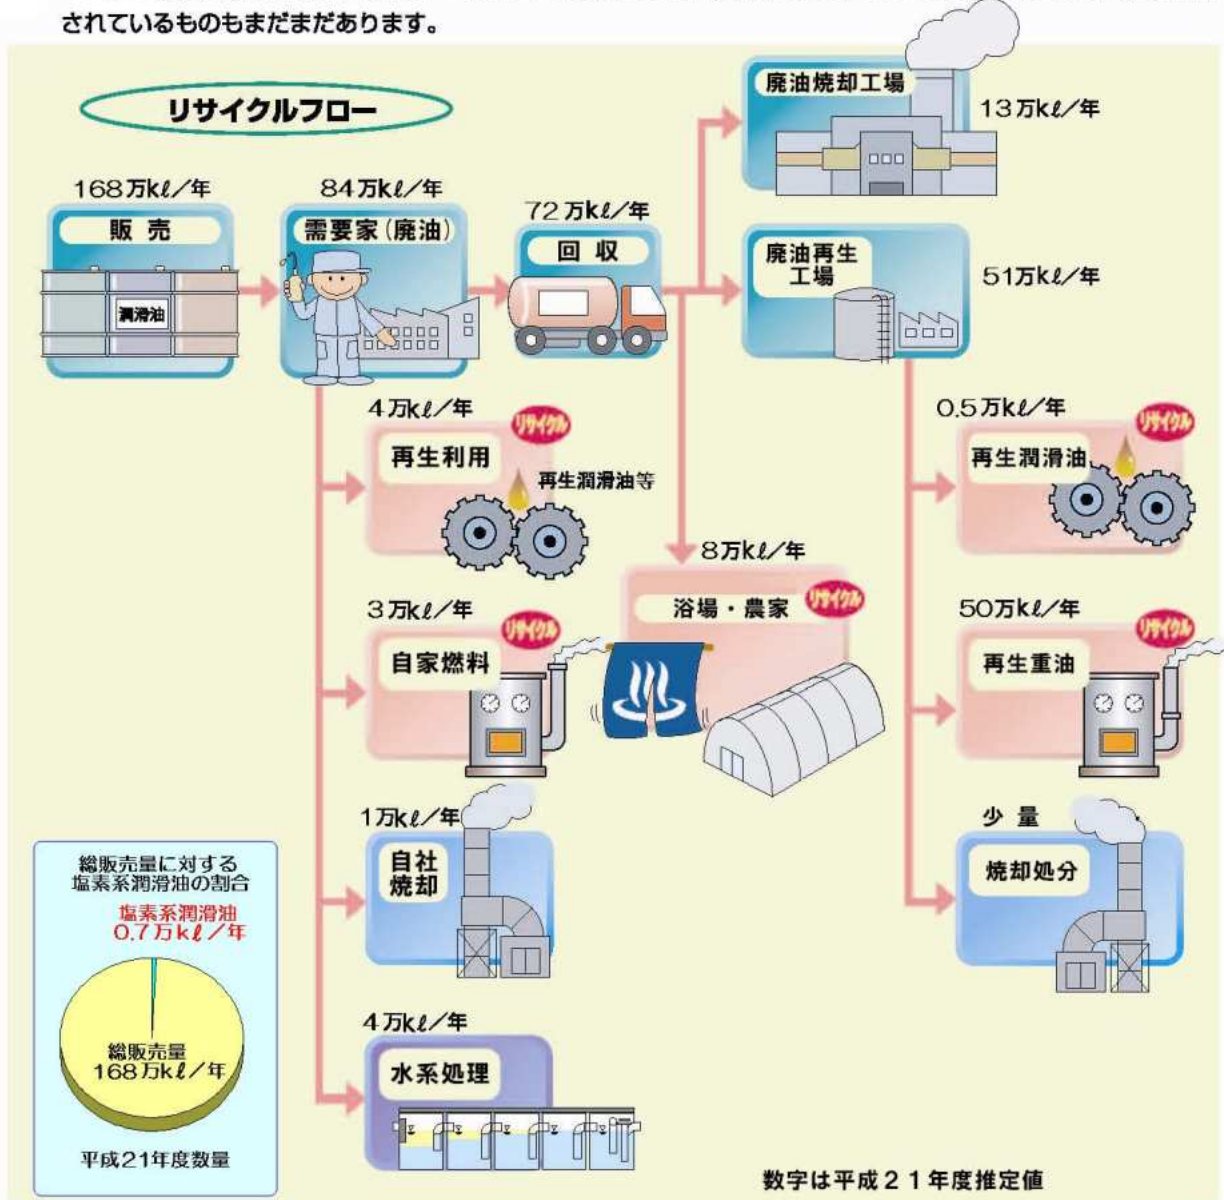 されているものもまだまだあります。
リサイクルフロー
168万kℓ/年
販売
潤滑油
84万kℓ/年
需要家(廃油)
72万kℓ/年
回収
廃油焼却工場
13万kℓ/年
廃油再生
工場
51万kℓ/年
4万kℓ/年
リサイクル
再生利用
再生潤滑油等
3万kℓ/年
リサイクル
自家燃料
1万kℓ/年
自社
焼却
4万kℓ/年
水系処理
8万kℓ/年
浴場・農家
リサイクル
0.5万kℓ/年
リサイクル
再生潤滑油
50万kℓ/年
リサイクル
再生重油
少量
焼却処分
総販売量に対する
塩素系潤滑油の割合
塩素系潤滑油
0.7万kℓ/年
総販売量
168万kℓ/年
平成21年度数量
数字は平成21年度推定値